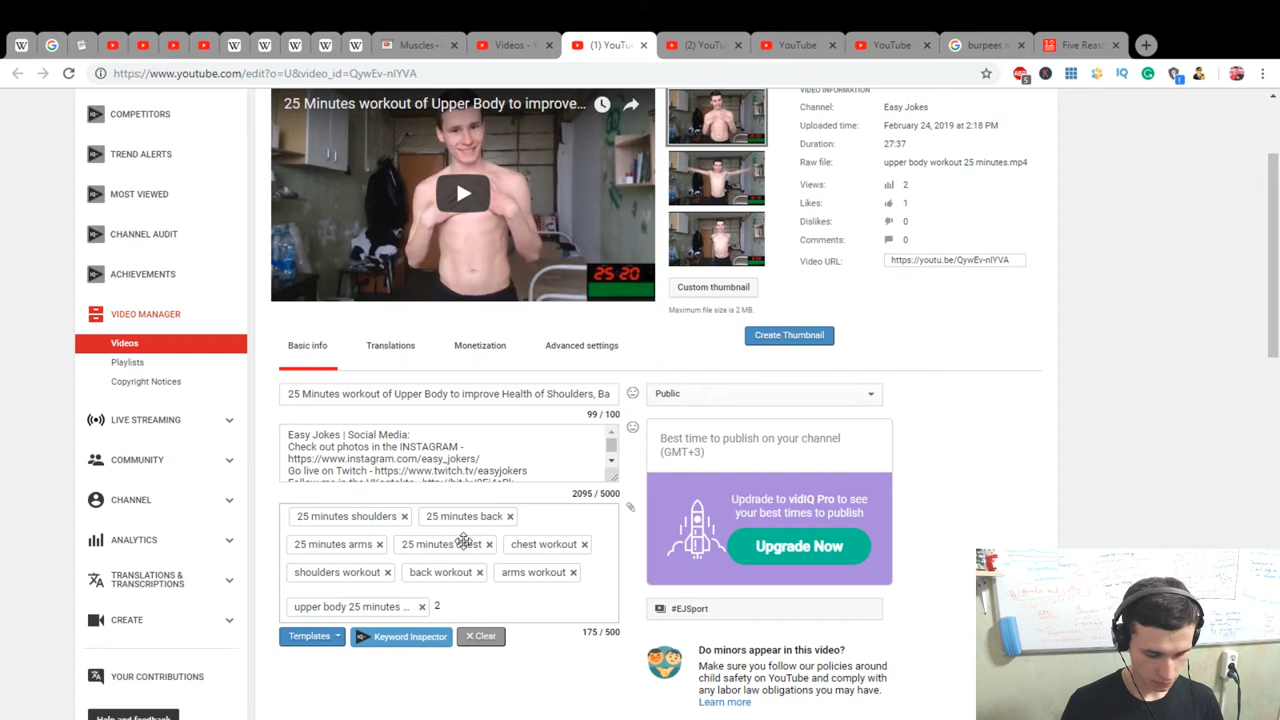 Muscles-
Videos - Y
(1) YouTu
(2) YouTu
YouTube
YouTube
burpees n
Five Reas
https://www.youtube.com/edit?o=U&video_id=QywEv-nIYVA
COMPETITORS
TREND ALERTS
MOST VIEWED
CHANNEL AUDIT
ACHIEVEMENTS
VIDEO MANAGER
Videos
Playlists
Copyright Notices
LIVE STREAMING
COMMUNITY
CHANNEL
ANALYTICS
TRANSLATIONS &
TRANSCRIPTIONS
CREATE
YOUR CONTRIBUTIONS
Help and feedback
25 Minutes workout of Upper Body to improve...
25 20
VIDEO INFORMATION
Channel: Easy Jokes
Uploaded time: February 24, 2019 at 2:18 PM
Duration: 27:37
Raw file: upper body workout 25 minutes.mp4
Views: 2
Likes: 1
Dislikes: 0
Comments: 0
Video URL: https://youtu.be/QywEv-nIYVA
Custom thumbnail
Maximum file size is 2 MB.
Create Thumbnail
Basic info Translations Monetization Advanced settings
25 Minutes workout of Upper Body to improve Health of Shoulders, Ba
99 / 100
Easy Jokes | Social Media:
Check out photos in the INSTAGRAM -
https://www.instagram.com/easy_jokers/
Go live on Twitch - https://www.twitch.tv/easyjokers
2095 / 5000
25 minutes shoulders × 25 minutes back ×
25 minutes arms × 25 minutes chest × chest workout ×
shoulders workout × back workout × arms workout ×
upper body 25 minutes ... × 2
175 / 500
Templates
Keyword Inspector
× Clear
Public
Best time to publish on your channel
(GMT+3)
Updrade to vidIQ Pro to see
your best times to publish
Upgrade Now
#EJSport
Do minors appear in this video?
Make sure you follow our policies around
child safety on YouTube and comply with
any labor law obligations you may have.
Learn more